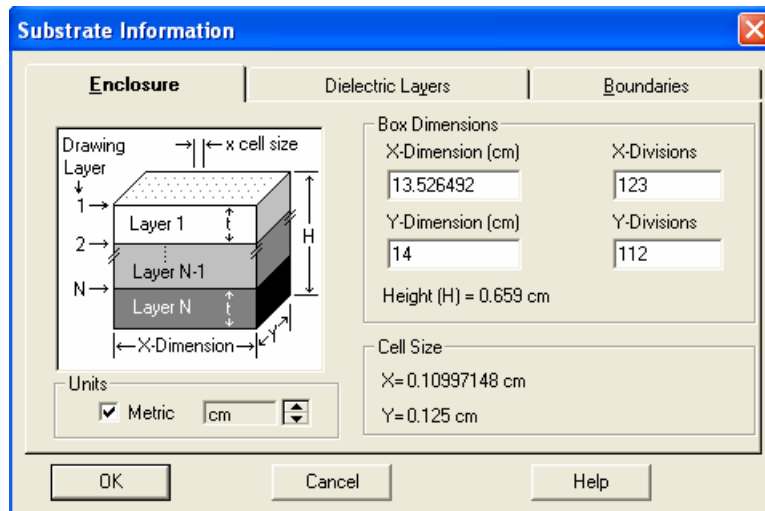 Substrate Information
Enclosure
Dielectric Layers
Boundaries
Drawing Layer
x cell size
1
Layer 1
t
H
2
Layer N-1
N
Layer N
t
X-Dimension
Y
Units
Metric
cm
Box Dimensions
X-Dimension (cm)
X-Divisions
13.526492
123
Y-Dimension (cm)
Y-Divisions
14
112
Height (H) = 0.659 cm
Cell Size
X=0.10997148 cm
Y=0.125 cm
OK
Cancel
Help